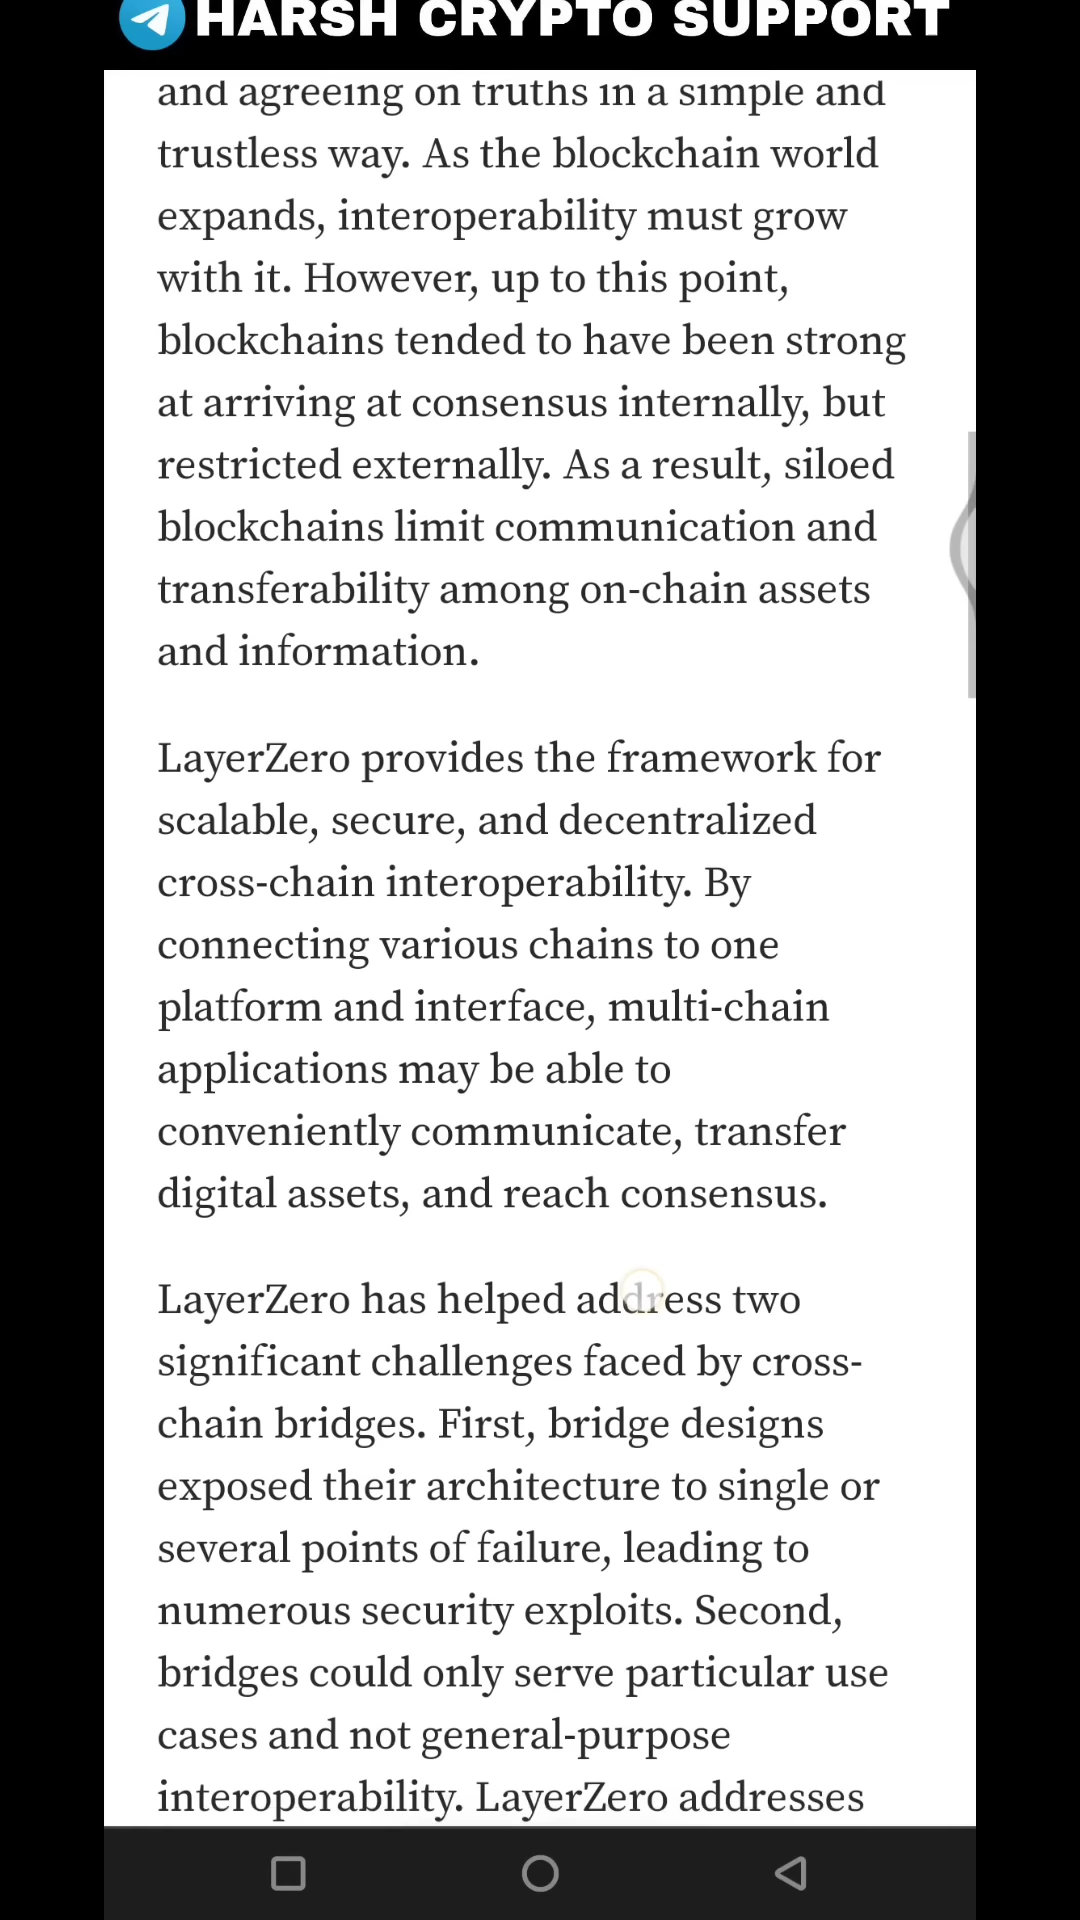 HARSH CRYPTO SUPPORT
and agreeing on truths in a simple and
trustless way. As the blockchain world
expands, interoperability must grow
with it. However, up to this point,
blockchains tended to have been strong
at arriving at consensus internally, but
restricted externally. As a result, siloed
blockchains limit communication and
transferability among on-chain assets
and information.
LayerZero provides the framework for
scalable, secure, and decentralized
cross-chain interoperability. By
connecting various chains to one
platform and interface, multi-chain
applications may be able to
conveniently communicate, transfer
digital assets, and reach consensus.
LayerZero has helped address two
significant challenges faced by cross-
chain bridges. First, bridge designs
exposed their architecture to single or
several points of failure, leading to
numerous security exploits. Second,
bridges could only serve particular use
cases and not general-purpose
interoperability. LayerZero addresses